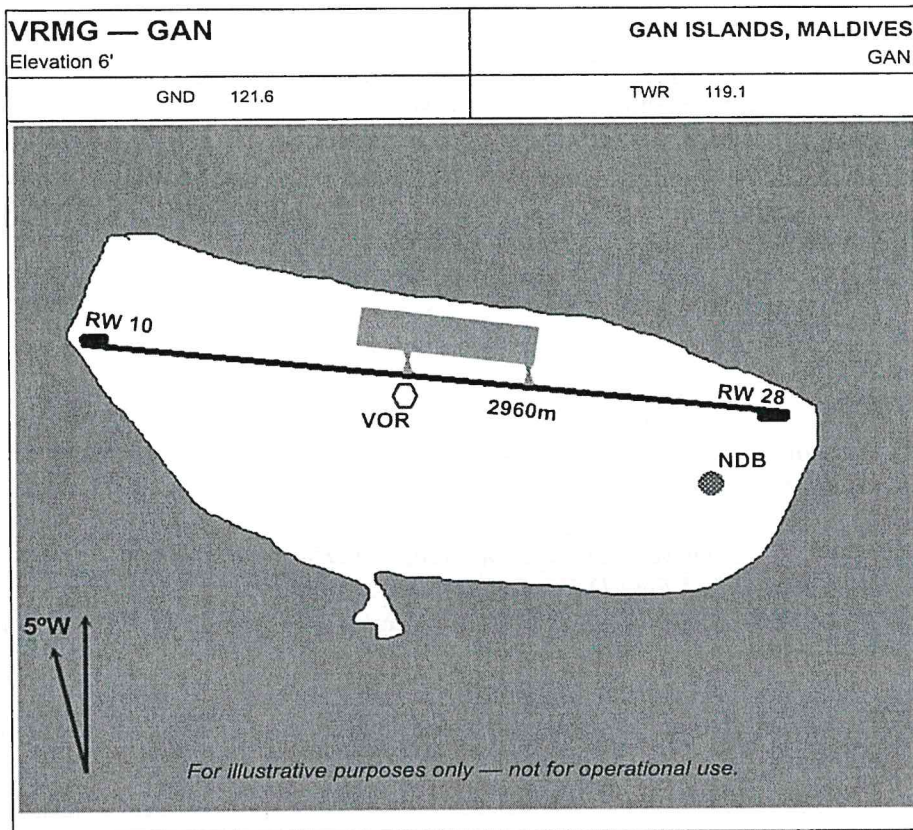 VRMG — GAN
Elevation 6'
GAN ISLANDS, MALDIVES
GAN
GND 121.6
TWR 119.1
RW 10
VOR
2960m
RW 28
NDB
5ºW
For illustrative purposes only — not for operational use.